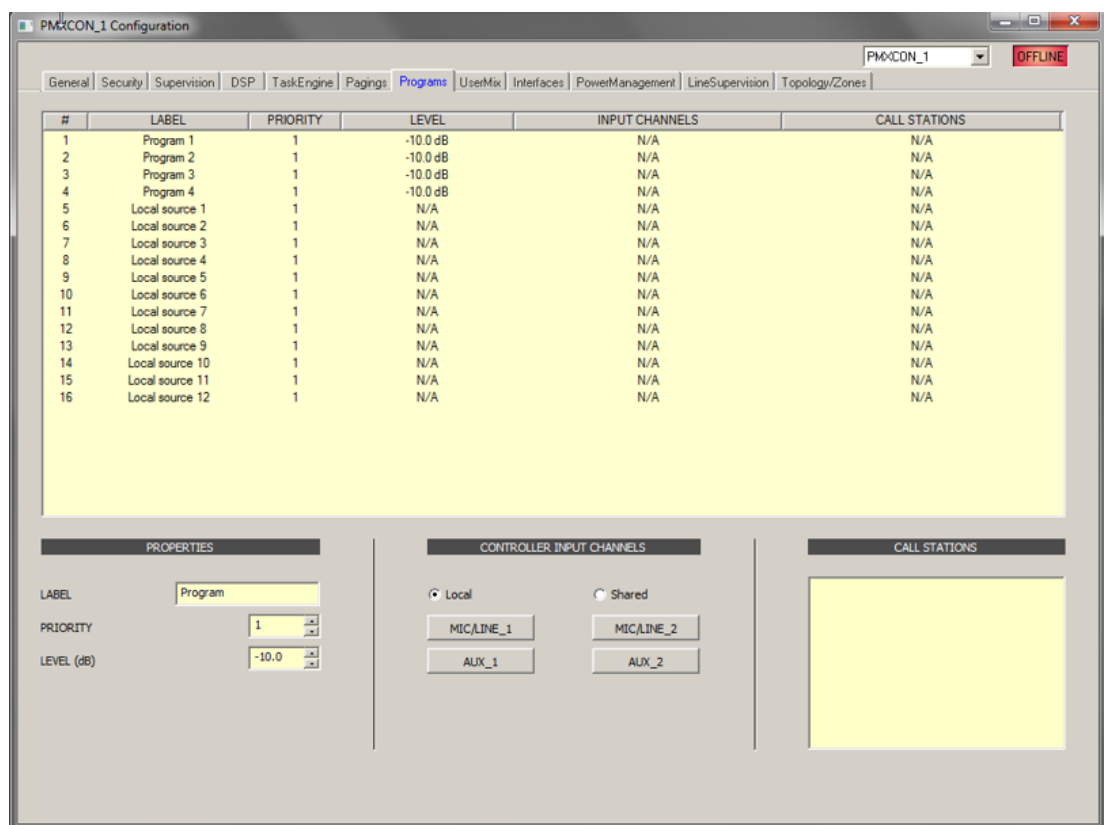 PMXCON_1 Configuration
PMXCON_1 OFFLINE
General Security Supervision DSP TaskEngine Pagings Programs UserMix Interfaces PowerManagement LineSupervision Topology/Zones
# LABEL PRIORITY LEVEL INPUT CHANNELS CALL STATIONS
1 Program 1 1 -10.0 dB N/A N/A
2 Program 2 1 -10.0 dB N/A N/A
3 Program 3 1 -10.0 dB N/A N/A
4 Program 4 1 -10.0 dB N/A N/A
5 Local source 1 1 N/A N/A N/A
6 Local source 2 1 N/A N/A N/A
7 Local source 3 1 N/A N/A N/A
8 Local source 4 1 N/A N/A N/A
9 Local source 5 1 N/A N/A N/A
10 Local source 6 1 N/A N/A N/A
11 Local source 7 1 N/A N/A N/A
12 Local source 8 1 N/A N/A N/A
13 Local source 9 1 N/A N/A N/A
14 Local source 10 1 N/A N/A N/A
15 Local source 11 1 N/A N/A N/A
16 Local source 12 1 N/A N/A N/A
PROPERTIES CONTROLLER INPUT CHANNELS CALL STATIONS
LABEL Program Local Shared
PRIORITY 1 MIC/LINE_1 MIC/LINE_2
LEVEL (dB) -10.0 AUX_1 AUX_2